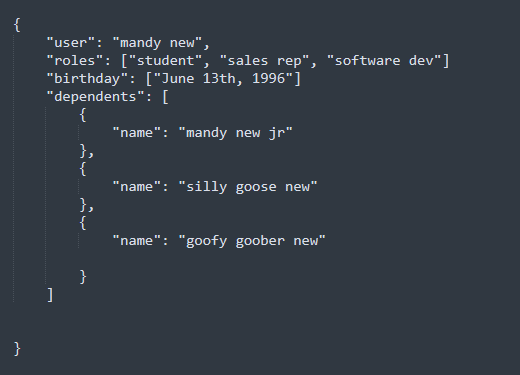 {
    "user": "mandy new",
    "roles": ["student", "sales rep", "software dev"]
    "birthday": ["June 13th, 1996"]
    "dependents": [
        {
            "name": "mandy new jr"
        },
        {
            "name": "silly goose new"
        },
        {
            "name": "goofy goober new"

        }
    ]


}